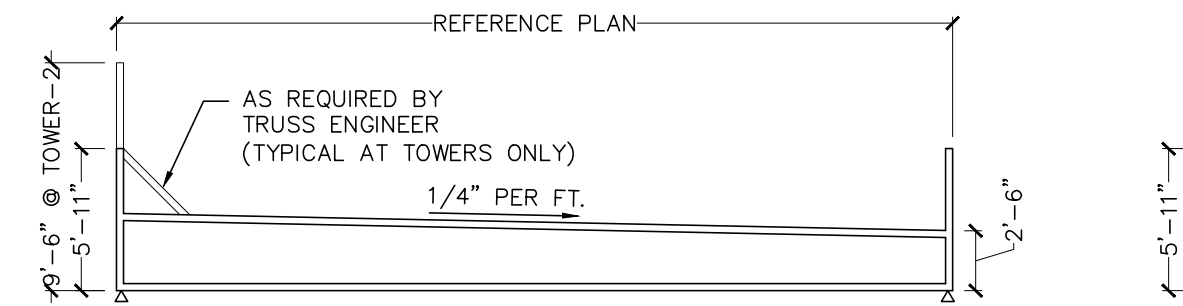 REFERENCE PLAN
AS REQUIRED BY
TRUSS ENGINEER
(TYPICAL AT TOWERS ONLY)
1/4" PER FT.
9'-6" @ TOWER-2
5'-11"
2'-6"
5'-11"